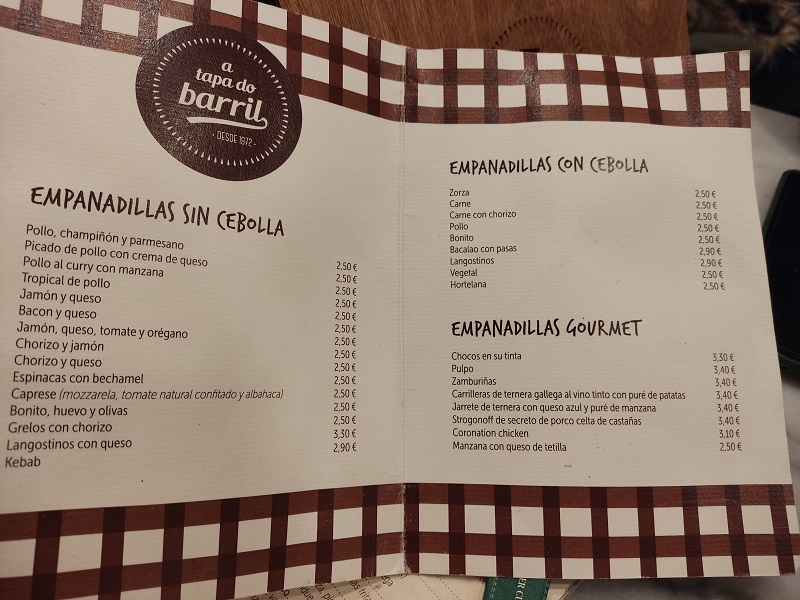 a
tapa do
barril
· DESDE 1972 ·
EMPANADILLAS SIN CEBOLLA
Pollo, champiñón y parmesano 2,50 €
Picado de pollo con crema de queso 2,50 €
Pollo al curry con manzana 2,50 €
Tropical de pollo 2,50 €
Jamón y queso 2,50 €
Bacon y queso 2,50 €
Jamón, queso, tomate y orégano 2,50 €
Chorizo y jamón 2,50 €
Chorizo y queso 2,50 €
Espinacas con bechamel 2,50 €
Caprese (mozzarela, tomate natural confitado y albahaca) 2,50 €
Bonito, huevo y olivas 2,50 €
Grelos con chorizo 2,50 €
Langostinos con queso 3,30 €
Kebab 2,90 €
EMPANADILLAS CON CEBOLLA
Zorza 2,50 €
Carne 2,50 €
Carne con chorizo 2,50 €
Pollo 2,50 €
Bonito 2,50 €
Bacalao con pasas 2,90 €
Langostinos 2,90 €
Vegetal 2,50 €
Hortelana 2,50 €
EMPANADILLAS GOURMET
Chocos en su tinta 3,30 €
Pulpo 3,40 €
Zamburiñas 3,40 €
Carrilleras de ternera gallega al vino tinto con puré de patatas 3,40 €
Jarrete de ternera con queso azul y puré de manzana 3,40 €
Strogonoff de secreto de porco celta de castañas 3,40 €
Coronation chicken 3,10 €
Manzana con queso de tetilla 2,50 €